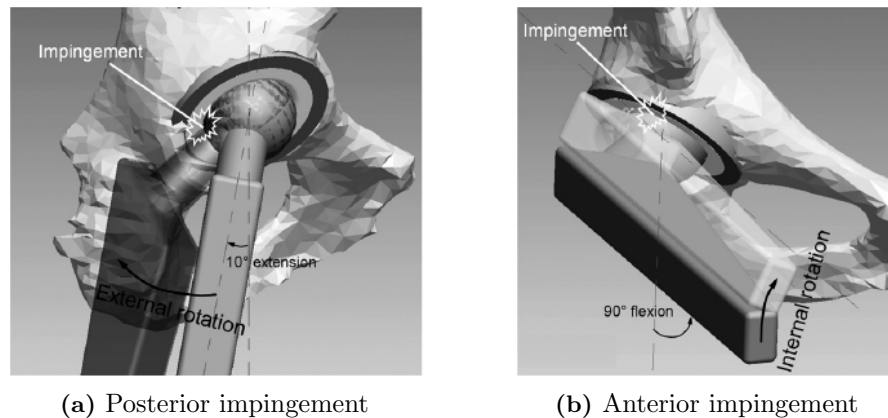 Impingement
10° extension
External rotation
(a) Posterior impingement
Impingement
90° flexion
Internal rotation
(b) Anterior impingement